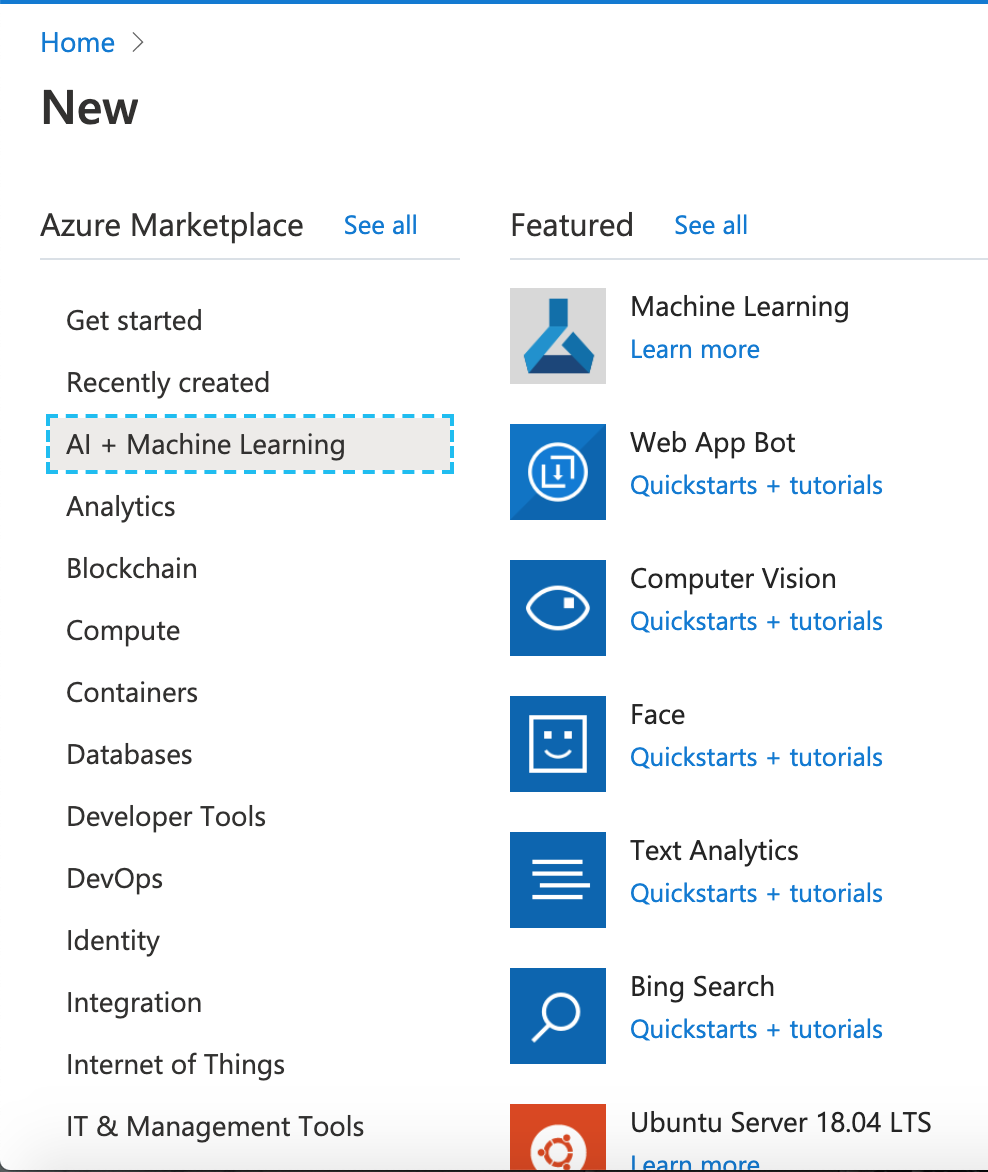 Home
New
Azure Marketplace See all
Get started
Recently created
AI + Machine Learning
Analytics
Blockchain
Compute
Containers
Databases
Developer Tools
DevOps
Identity
Integration
Internet of Things
IT & Management Tools
Featured See all
Machine Learning
Learn more
Web App Bot
Quickstarts + tutorials
Computer Vision
Quickstarts + tutorials
Face
Quickstarts + tutorials
Text Analytics
Quickstarts + tutorials
Bing Search
Quickstarts + tutorials
Ubuntu Server 18.04 LTS
Learn more